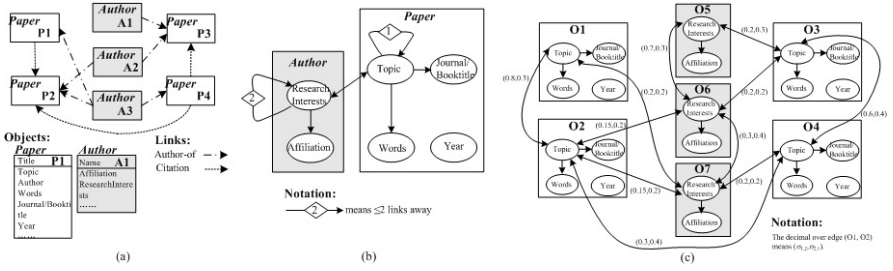 Paper
P1
Author
A1
Paper
P3
Author
A2
Paper
P2
Author
A3
Paper
P4
Objects:
Paper
Title P1
Topic
Author
Words
Journal/Bookti
tle
Year
......
Author
Name A1
Affiliation
ResearchIntere
sts
......
Links:
Author-of
Citation
(a)
Paper
1
Author
2
Research
Interests
Affiliation
Topic
Journal/
Booktitle
Words
Year
Notation:
2 means ≤2 links away
(b)
O1
Topic
Journal/
Booktitle
Words
Year
O2
Topic
Journal/
Booktitle
Words
Year
O5
Research
Interests
Affiliation
O6
Research
Interests
Affiliation
O7
Research
Interests
Affiliation
O3
Topic
Journal/
Booktitle
Words
Year
O4
Topic
Journal/
Booktitle
Words
Year
(0.8,0.3)
(0.7,0.3)
(0.2,0.3)
(0.2,0.2)
(0.2,0.2)
(0.15,0.2)
(0.3,0.4)
(0.6,0.4)
(0.15,0.2)
(0.2,0.2)
(0.3,0.4)
Notation:
The decimal over edge (O1, O2)
means
(c)